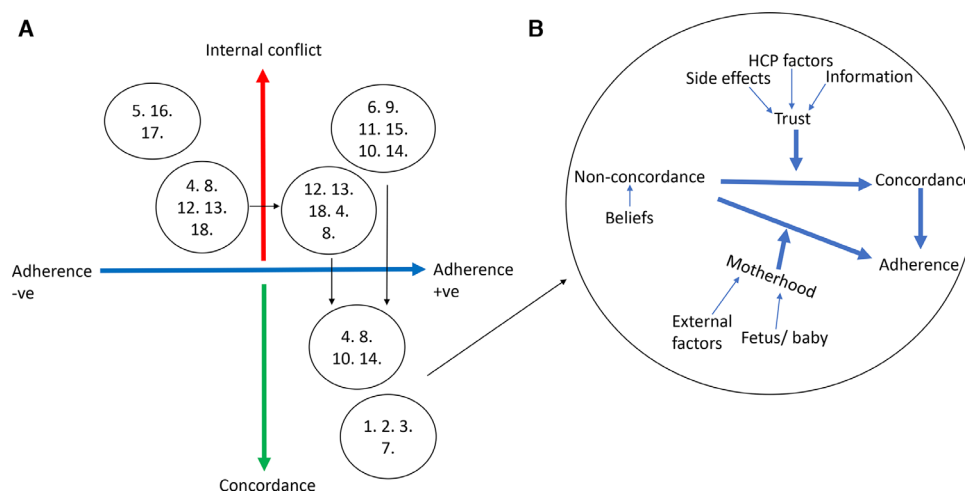 A
Internal conflict
5. 16.
17.
6. 9.
11. 15.
10. 14.
4. 8.
12. 13.
18.
12. 13.
18. 4.
8.
Adherence
-ve
Adherence
+ve
4. 8.
10. 14.
1. 2. 3.
7.
Concordance
B
HCP factors
Side effects
Information
Trust
Non-concordance
Concordance
Beliefs
Adherence
Motherhood
External
factors
Fetus/ baby